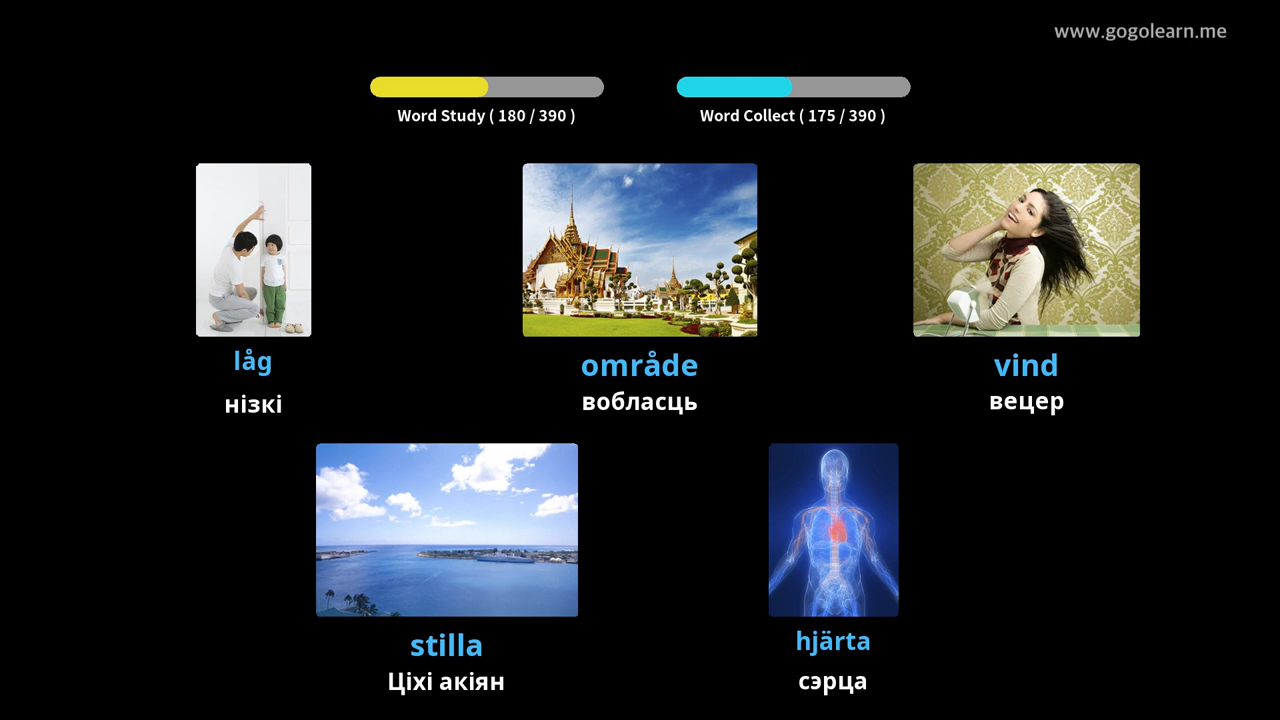 www.gogolearn.me
Word Study ( 180 / 390 )
Word Collect ( 175 / 390 )
låg
нізкі
område
вобласць
vind
вецер
stilla
Ціхі акіян
hjärta
сэрца